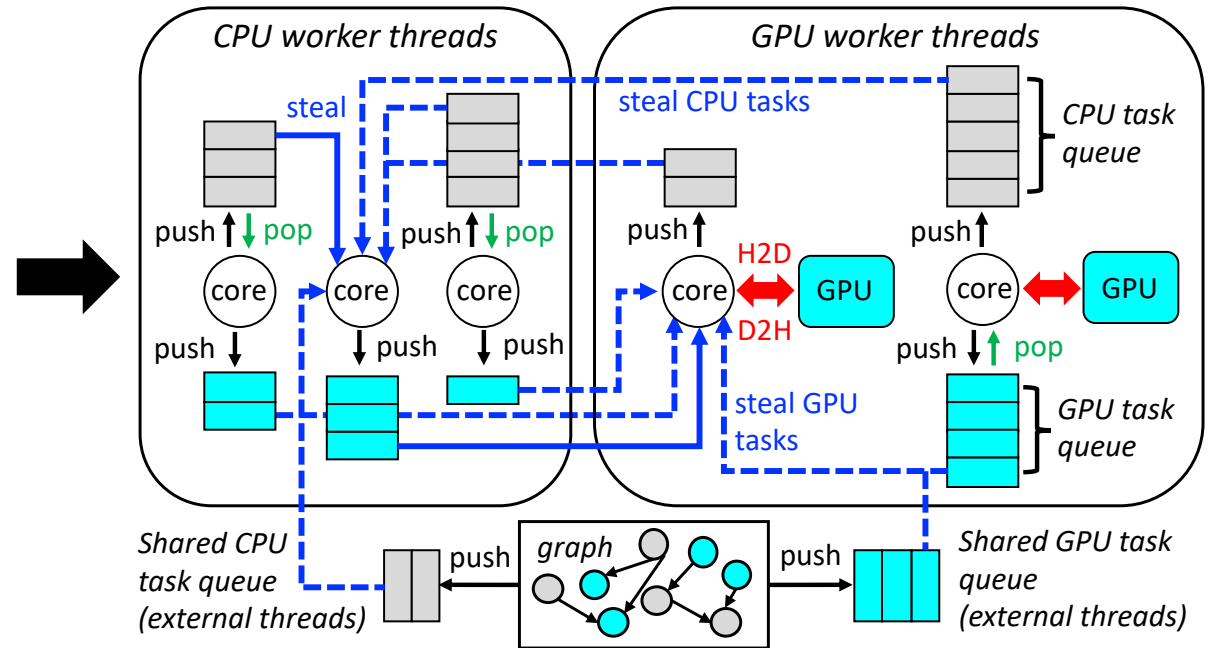 CPU worker threads
GPU worker threads
steal
steal CPU tasks
CPU task
queue
push
pop
push
pop
push
push
H2D
core
core
core
core
GPU
core
GPU
D2H
push
push
push
push
pop
steal GPU
tasks
GPU task
queue
Shared CPU
task queue
(external threads)
push
graph
push
Shared GPU task
queue
(external threads)